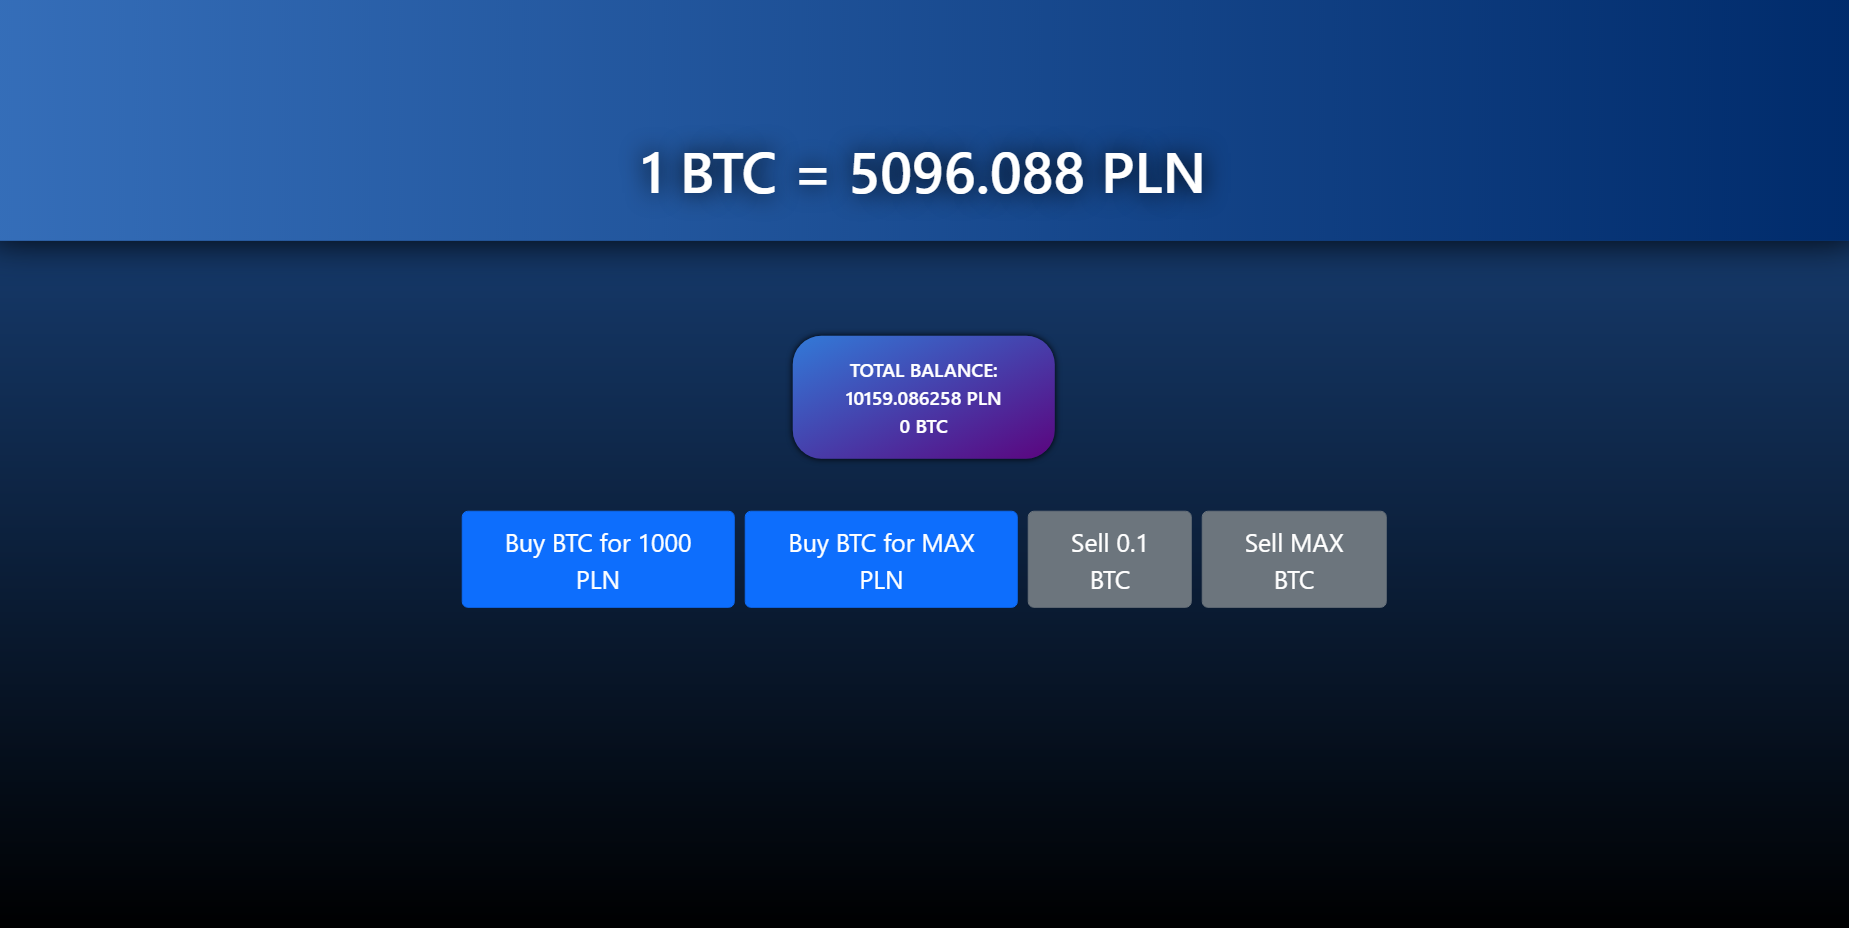 1 BTC = 5096.088 PLN
TOTAL BALANCE:
10159.086258 PLN
0 BTC
Buy BTC for 1000
PLN
Buy BTC for MAX
PLN
Sell 0.1
BTC
Sell MAX
BTC